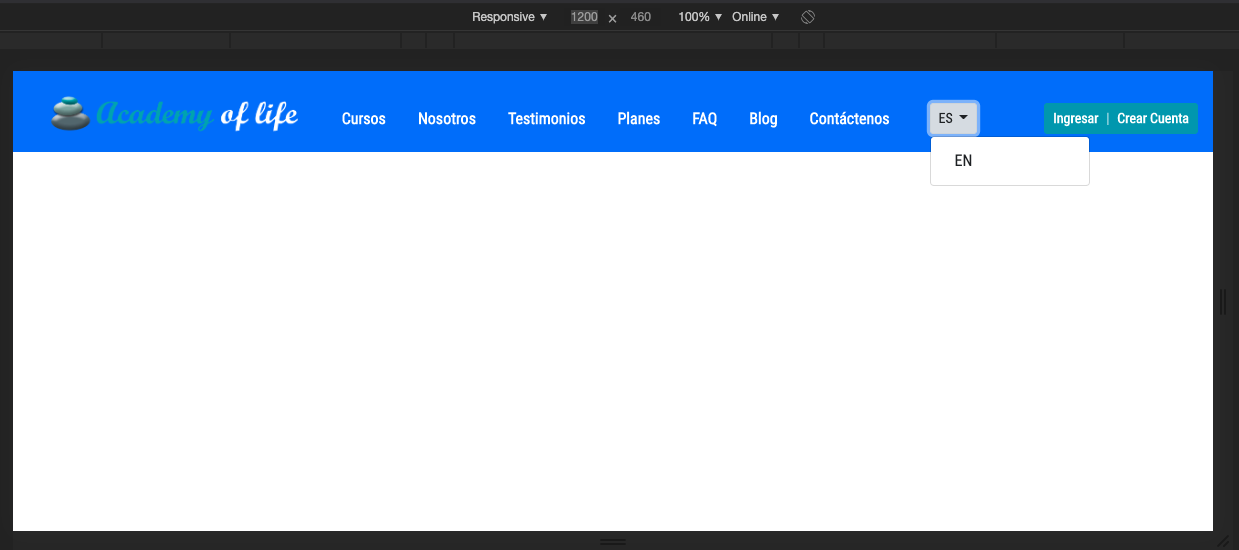 Responsive ▼ 1200 × 460 100% ▼ Online ▼
Academy of life Cursos Nosotros Testimonios Planes FAQ Blog Contáctenos ES Ingresar | Crear Cuenta
EN